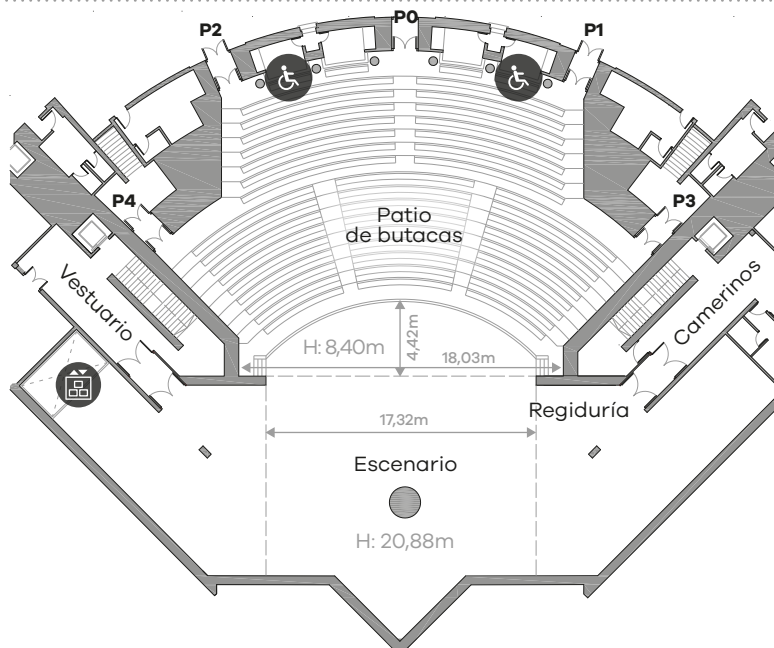 P0
P2
P1
P4
P3
Patio
de butacas
Vestuario
Camerinos
H: 8,40m
4,42m
18,03m
17,32m
Regiduría
Escenario
H: 20,88m